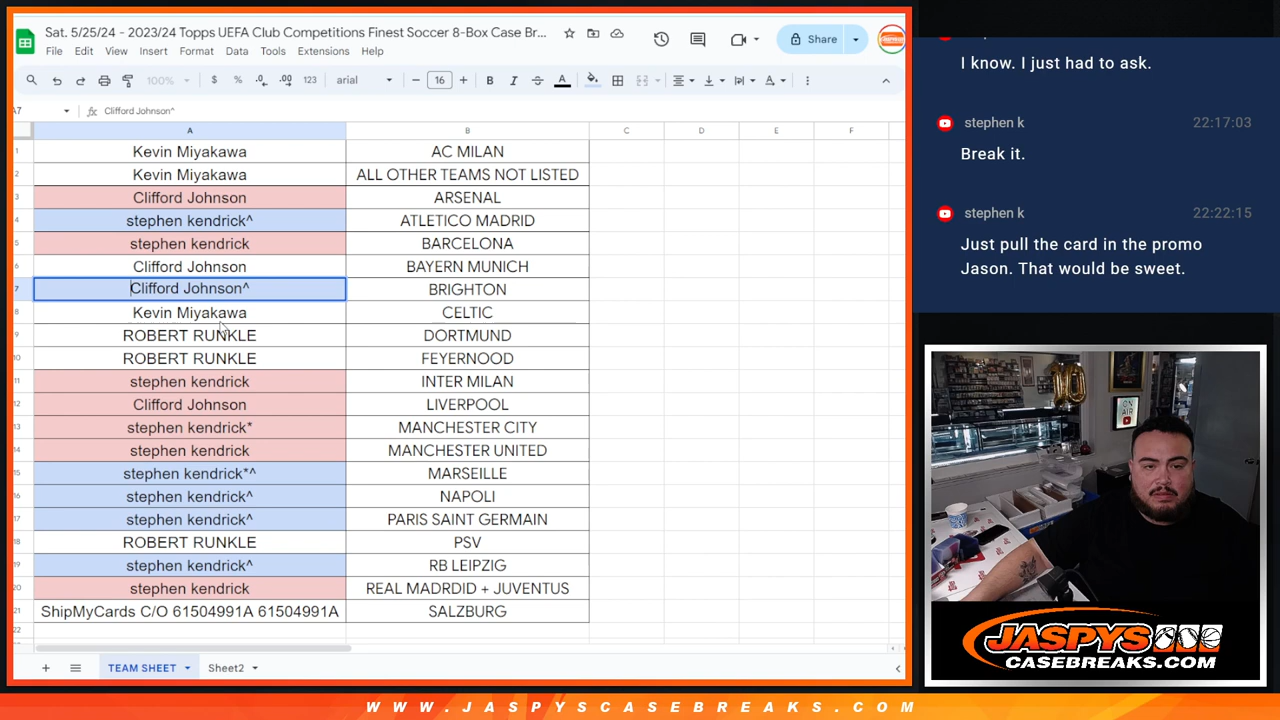 Sat. 5/25/24 - 2023/24 Topps UEFA Club Competitions Finest Soccer 8-Box Case Br...
Share
File Edit View Insert Format Data Tools Extensions Help
100% $ % .0 .00 123 arial 16 B I A
A7 fx Clifford Johnson^
A B C D E F
1 Kevin Miyakawa AC MILAN
2 Kevin Miyakawa ALL OTHER TEAMS NOT LISTED
3 Clifford Johnson ARSENAL
4 stephen kendrick^ ATLETICO MADRID
5 stephen kendrick BARCELONA
6 Clifford Johnson BAYERN MUNICH
7 Clifford Johnson^ BRIGHTON
8 Kevin Miyakawa CELTIC
9 ROBERT RUNKLE DORTMUND
10 ROBERT RUNKLE FEYERNOOD
11 stephen kendrick INTER MILAN
12 Clifford Johnson LIVERPOOL
13 stephen kendrick* MANCHESTER CITY
14 stephen kendrick MANCHESTER UNITED
15 stephen kendrick*^ MARSEILLE
16 stephen kendrick^ NAPOLI
17 stephen kendrick^ PARIS SAINT GERMAIN
18 ROBERT RUNKLE PSV
19 stephen kendrick^ RB LEIPZIG
20 stephen kendrick REAL MADRDID + JUVENTUS
21 ShipMyCards C/O 61504991A 61504991A SALZBURG
22
TEAM SHEET Sheet2
I know. I just had to ask.
stephen k 22:17:03
Break it.
stephen k 22:22:15
Just pull the card in the promo
Jason. That would be sweet.
10
ON
AIR
JASPYS
CASEBREAKS.COM
WWW.JASPYSCASEBREAKS.COM